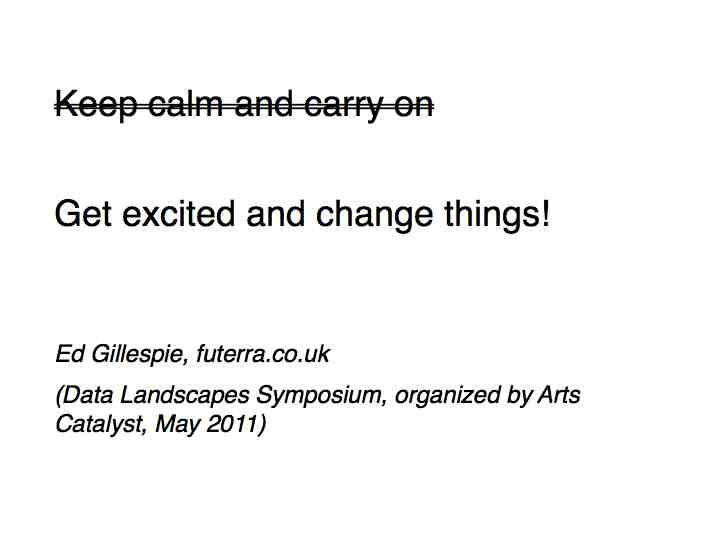 Keep calm and carry on
Get excited and change things!
Ed Gillespie, futerra.co.uk
(Data Landscapes Symposium, organized by Arts
Catalyst, May 2011)